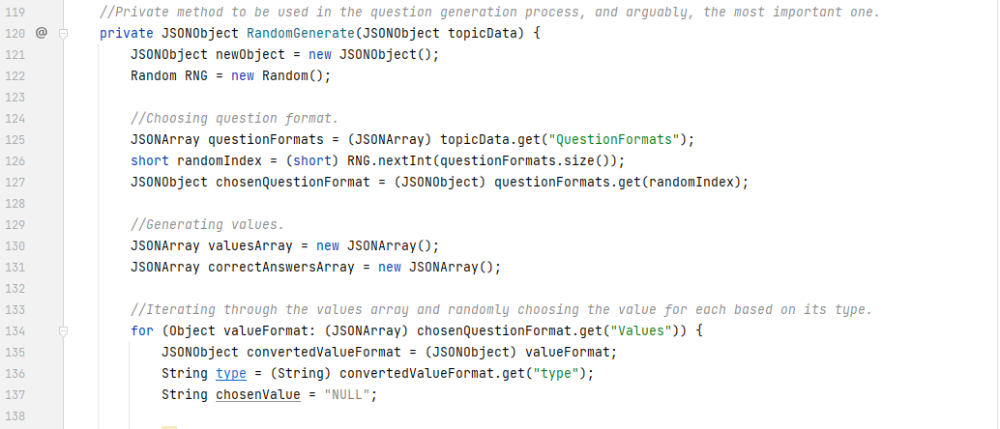 119 //Private method to be used in the question generation process, and arguably, the most important one.
120 @ private JSONObject RandomGenerate(JSONObject topicData) {
121 JSONObject newObject = new JSONObject();
122 Random RNG = new Random();
123
124 //Choosing question format.
125 JSONArray questionFormats = (JSONArray) topicData.get("QuestionFormats");
126 short randomIndex = (short) RNG.nextInt(questionFormats.size());
127 JSONObject chosenQuestionFormat = (JSONObject) questionFormats.get(randomIndex);
128
129 //Generating values.
130 JSONArray valuesArray = new JSONArray();
131 JSONArray correctAnswersArray = new JSONArray();
132
133 //Iterating through the values array and randomly choosing the value for each based on its type.
134 for (Object valueFormat: (JSONArray) chosenQuestionFormat.get("Values")) {
135 JSONObject convertedValueFormat = (JSONObject) valueFormat;
136 String type = (String) convertedValueFormat.get("type");
137 String chosenValue = "NULL";
138